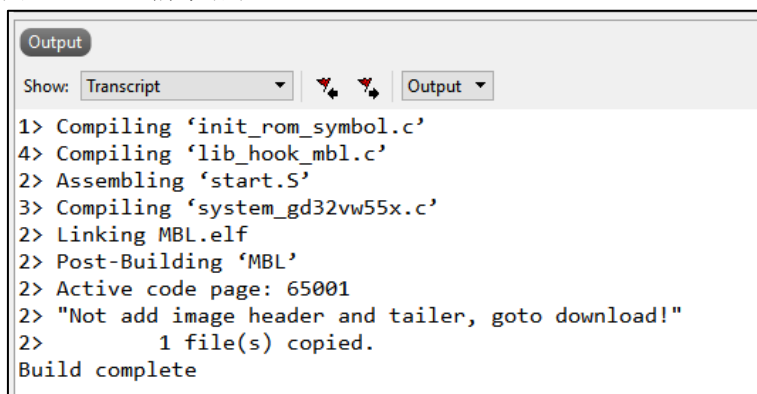 Output
Show: Transcript Output
1> Compiling ‘init_rom_symbol.c’
4> Compiling ‘lib_hook_mbl.c’
2> Assembling ‘start.S’
3> Compiling ‘system_gd32vw55x.c’
2> Linking MBL.elf
2> Post-Building ‘MBL’
2> Active code page: 65001
2> "Not add image header and tailer, goto download!"
2>         1 file(s) copied.
Build complete